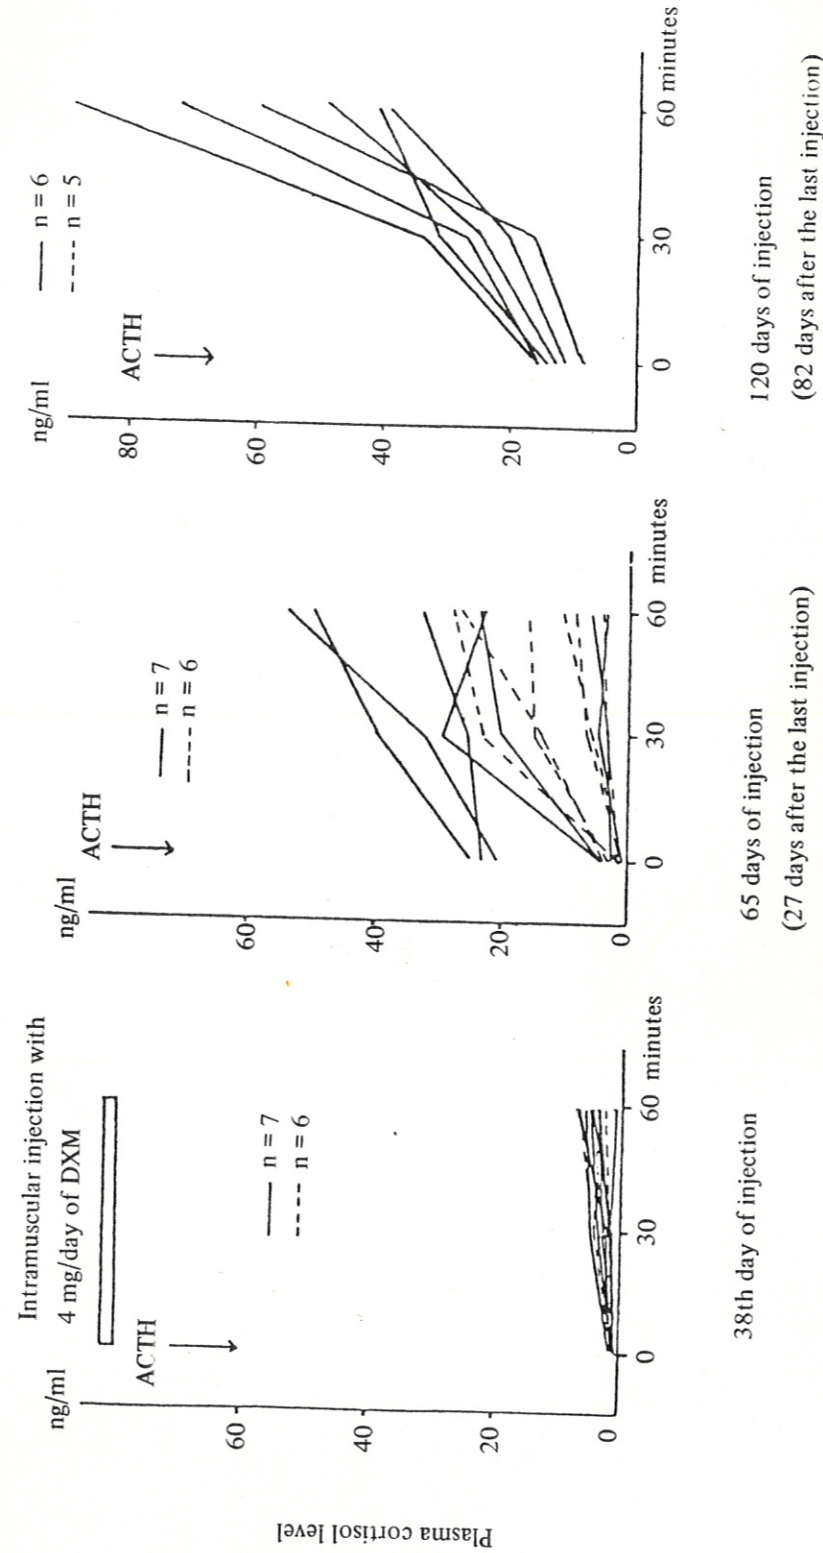 Plasma cortisol level
Intramuscular injection with
4 mg/day of DXM
ng/ml
ACTH
n = 7
n = 6
60
40
20
0
0
30
60 minutes
38th day of injection
ng/ml
ACTH
n = 7
n = 6
60
40
20
0
0
30
60 minutes
65 days of injection
(27 days after the last injection)
ng/ml
ACTH
n = 6
n = 5
80
60
40
20
0
0
30
60 minutes
120 days of injection
(82 days after the last injection)